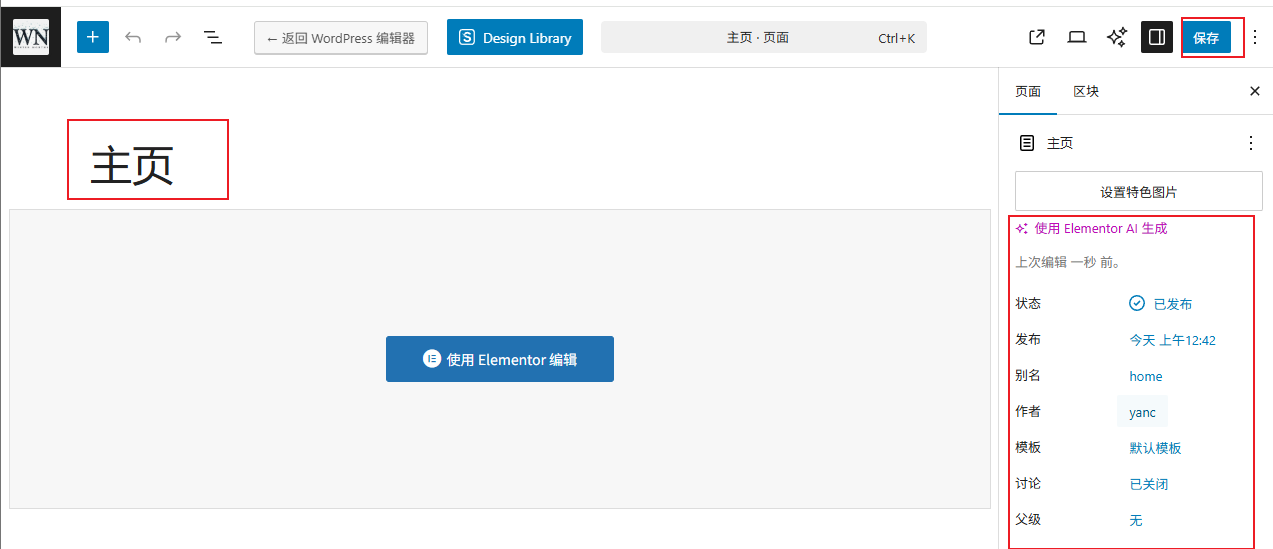 WN
← 返回 WordPress 编辑器
Design Library
主页 · 页面
Ctrl+K
保存
页面
区块
主页
主页
设置特色图片
使用 Elementor AI 生成
上次编辑 一秒 前。
使用 Elementor 编辑
状态 已发布
发布 今天 上午12:42
别名 home
作者 yanc
模板 默认模板
讨论 已关闭
父级 无